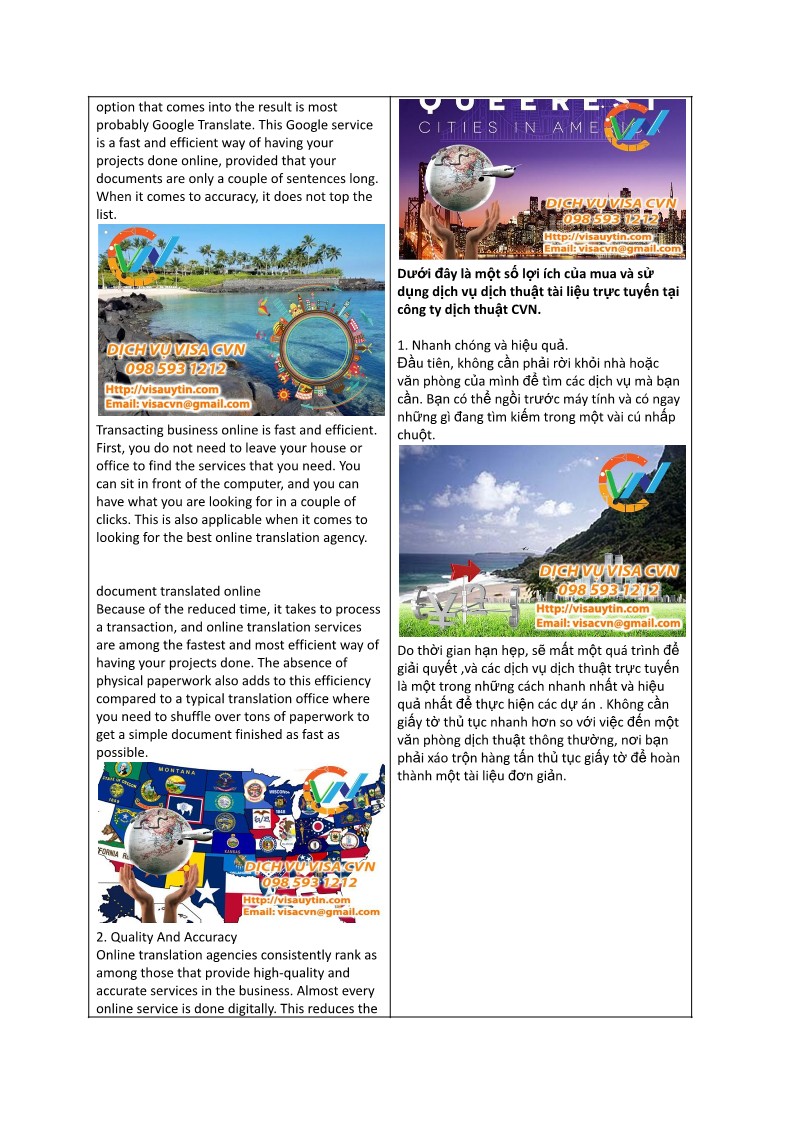 option that comes into the result is most
probably Google Translate. This Google service
is a fast and efficient way of having your
projects done online, provided that your
documents are only a couple of sentences long.
When it comes to accuracy, it does not top the
list.
DỊCH VỤ VISA CVN
098 593 1212
Http://visauytin.com
Email: visacvn@gmail.com
Transacting business online is fast and efficient.
First, you do not need to leave your house or
office to find the services that you need. You
can sit in front of the computer, and you can
have what you are looking for in a couple of
clicks. This is also applicable when it comes to
looking for the best online translation agency.
document translated online
Because of the reduced time, it takes to process
a transaction, and online translation services
are among the fastest and most efficient way of
having your projects done. The absence of
physical paperwork also adds to this efficiency
compared to a typical translation office where
you need to shuffle over tons of paperwork to
get a simple document finished as fast as
possible.
MONTANA
KANSAS
DỊCH VỤ VISA CVN
098 593 1212
Http://visauytin.com
Email: visacvn@gmail.com
2. Quality And Accuracy
Online translation agencies consistently rank as
among those that provide high-quality and
accurate services in the business. Almost every
online service is done digitally. This reduces the
QUEEREST
CITIES IN AMERICA
DỊCH VỤ VISA CVN
098 593 1212
Http://visauytin.com
Email: visacvn@gmail.com
Dưới đây là một số lợi ích của mua và sử
dụng dịch vụ dịch thuật tài liệu trực tuyến tại
công ty dịch thuật CVN.
1. Nhanh chóng và hiệu quả.
Đầu tiên, không cần phải rời khỏi nhà hoặc
văn phòng của mình để tìm các dịch vụ mà bạn
cần. Bạn có thể ngồi trước máy tính và có ngay
những gì đang tìm kiếm trong một vài cú nhấp
chuột.
DỊCH VỤ VISA CVN
098 593 1212
Http://visauytin.com
Email: visacvn@gmail.com
Do thời gian hạn hẹp, sẽ mất một quá trình để
giải quyết ,và các dịch vụ dịch thuật trực tuyến
là một trong những cách nhanh nhất và hiệu
quả nhất để thực hiện các dự án . Không cần
giấy tờ thủ tục nhanh hơn so với việc đến một
văn phòng dịch thuật thông thường, nơi bạn
phải xáo trộn hàng tấn thủ tục giấy tờ để hoàn
thành một tài liệu đơn giản.